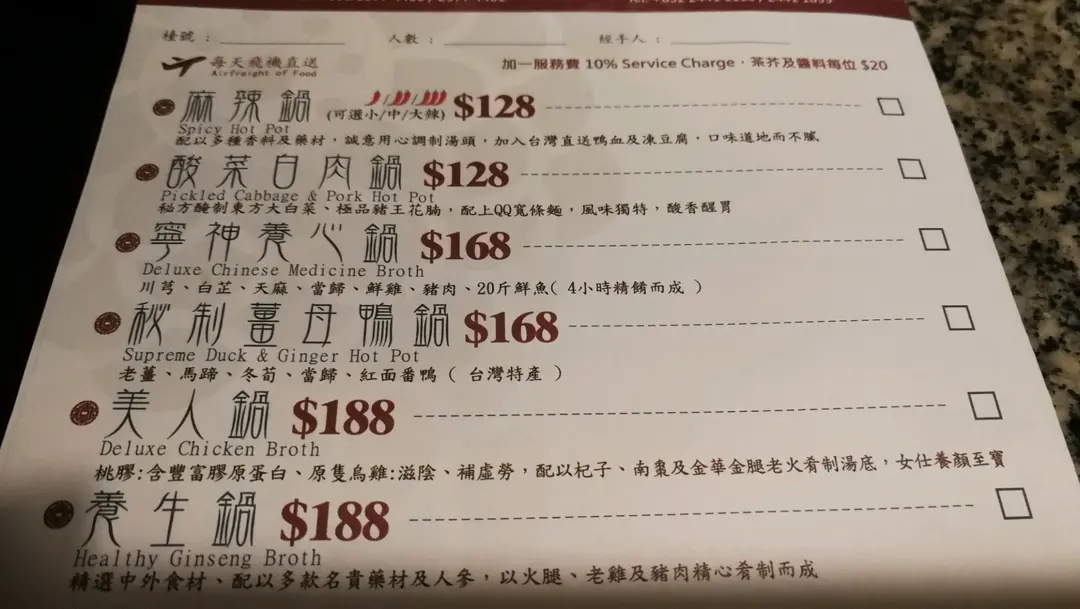 檯號：
人數：
經手人：
每天飛機直送
Airfreight of Food
加一服務費 10% Service Charge，茶芥及醬料每位 $20
麻辣鍋 (可選小/中/大辣) $128
Spicy Hot Pot
配以多種香料及藥材，誠意用心調制湯頭，加入台灣直送鴨血及凍豆腐，口味道地而不膩
酸菜白肉鍋 $128
Pickled Cabbage & Pork Hot Pot
秘方醃制東方大白菜、極品豬王花腩，配上QQ寬條麵，風味獨特，酸香醒胃
寧神養心鍋 $168
Deluxe Chinese Medicine Broth
川芎、白芷、天麻、當歸、鮮雞、豬肉、20斤鮮魚( 4小時精餚而成 )
秘制薑母鴨鍋 $168
Supreme Duck & Ginger Hot Pot
老薑、馬蹄、冬荀、當歸、紅面番鴨 ( 台灣特產 )
美人鍋 $188
Deluxe Chicken Broth
桃膠:含豐富膠原蛋白、原隻烏雞:滋陰、補虛勞，配以杞子、南棗及金華金腿老火肴制湯底，女仕養顏至寶
養生鍋 $188
Healthy Ginseng Broth
精選中外食材、配以多款名貴藥材及人參，以火腿、老雞及豬肉精心肴制而成